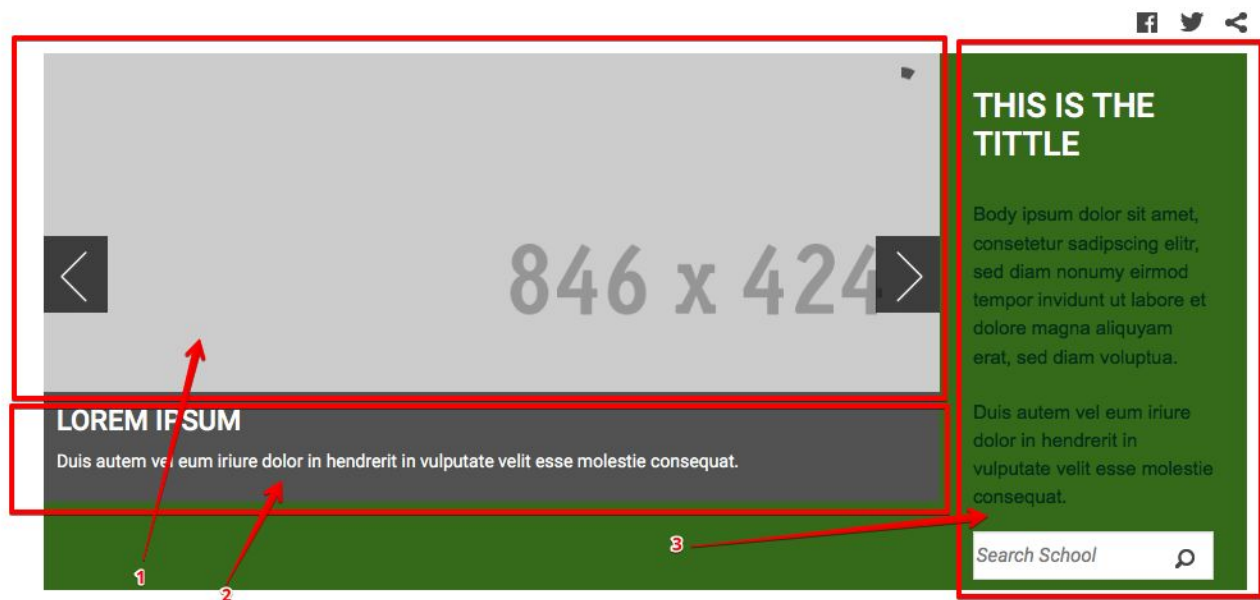 846 x 424
LOREM IPSUM
Duis autem vel eum iriure dolor in hendrerit in vulputate velit esse molestie consequat.
1
2
3
THIS IS THE
TITTLE
Body ipsum dolor sit amet,
consetetur sadipscing elitr,
sed diam nonumy eirmod
tempor invidunt ut labore et
dolore magna aliquyam
erat, sed diam voluptua.
Duis autem vel eum iriure
dolor in hendrerit in
vulputate velit esse molestie
consequat.
Search School